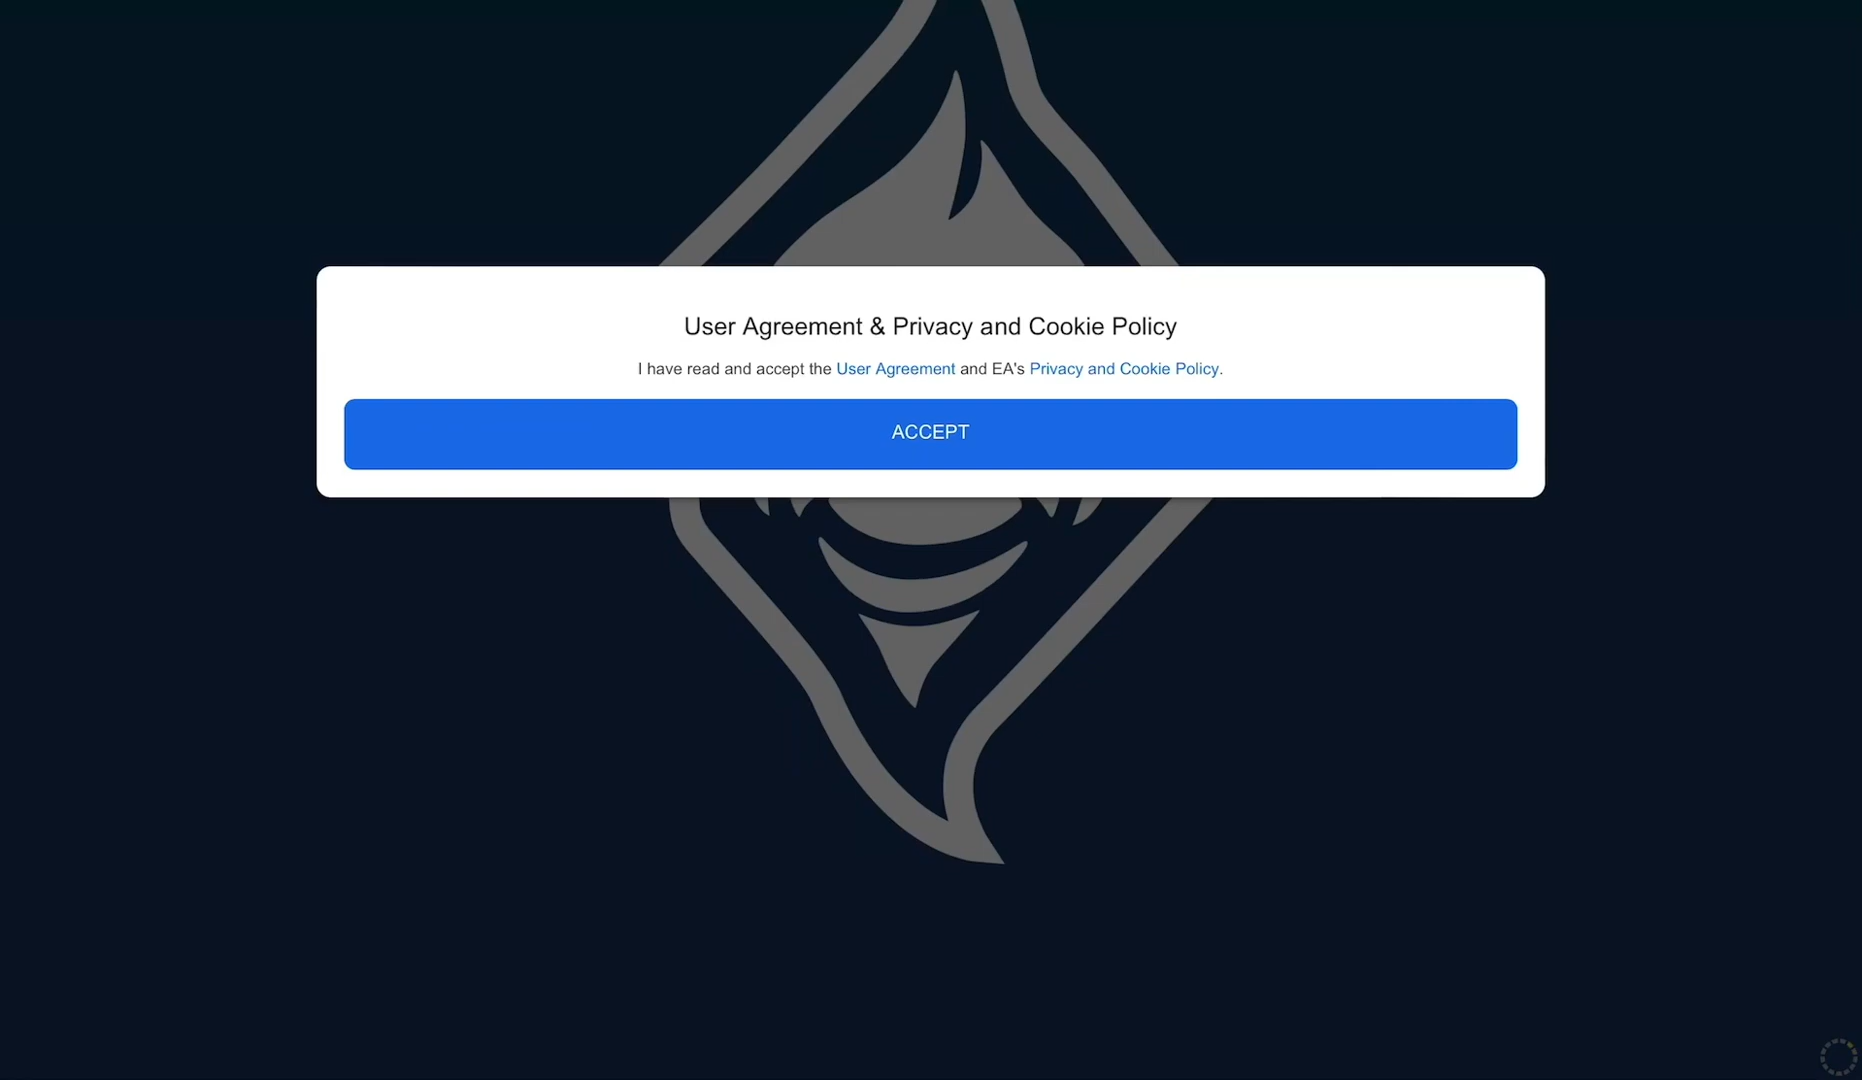 User Agreement & Privacy and Cookie Policy
I have read and accept the User Agreement and EA's Privacy and Cookie Policy.
ACCEPT